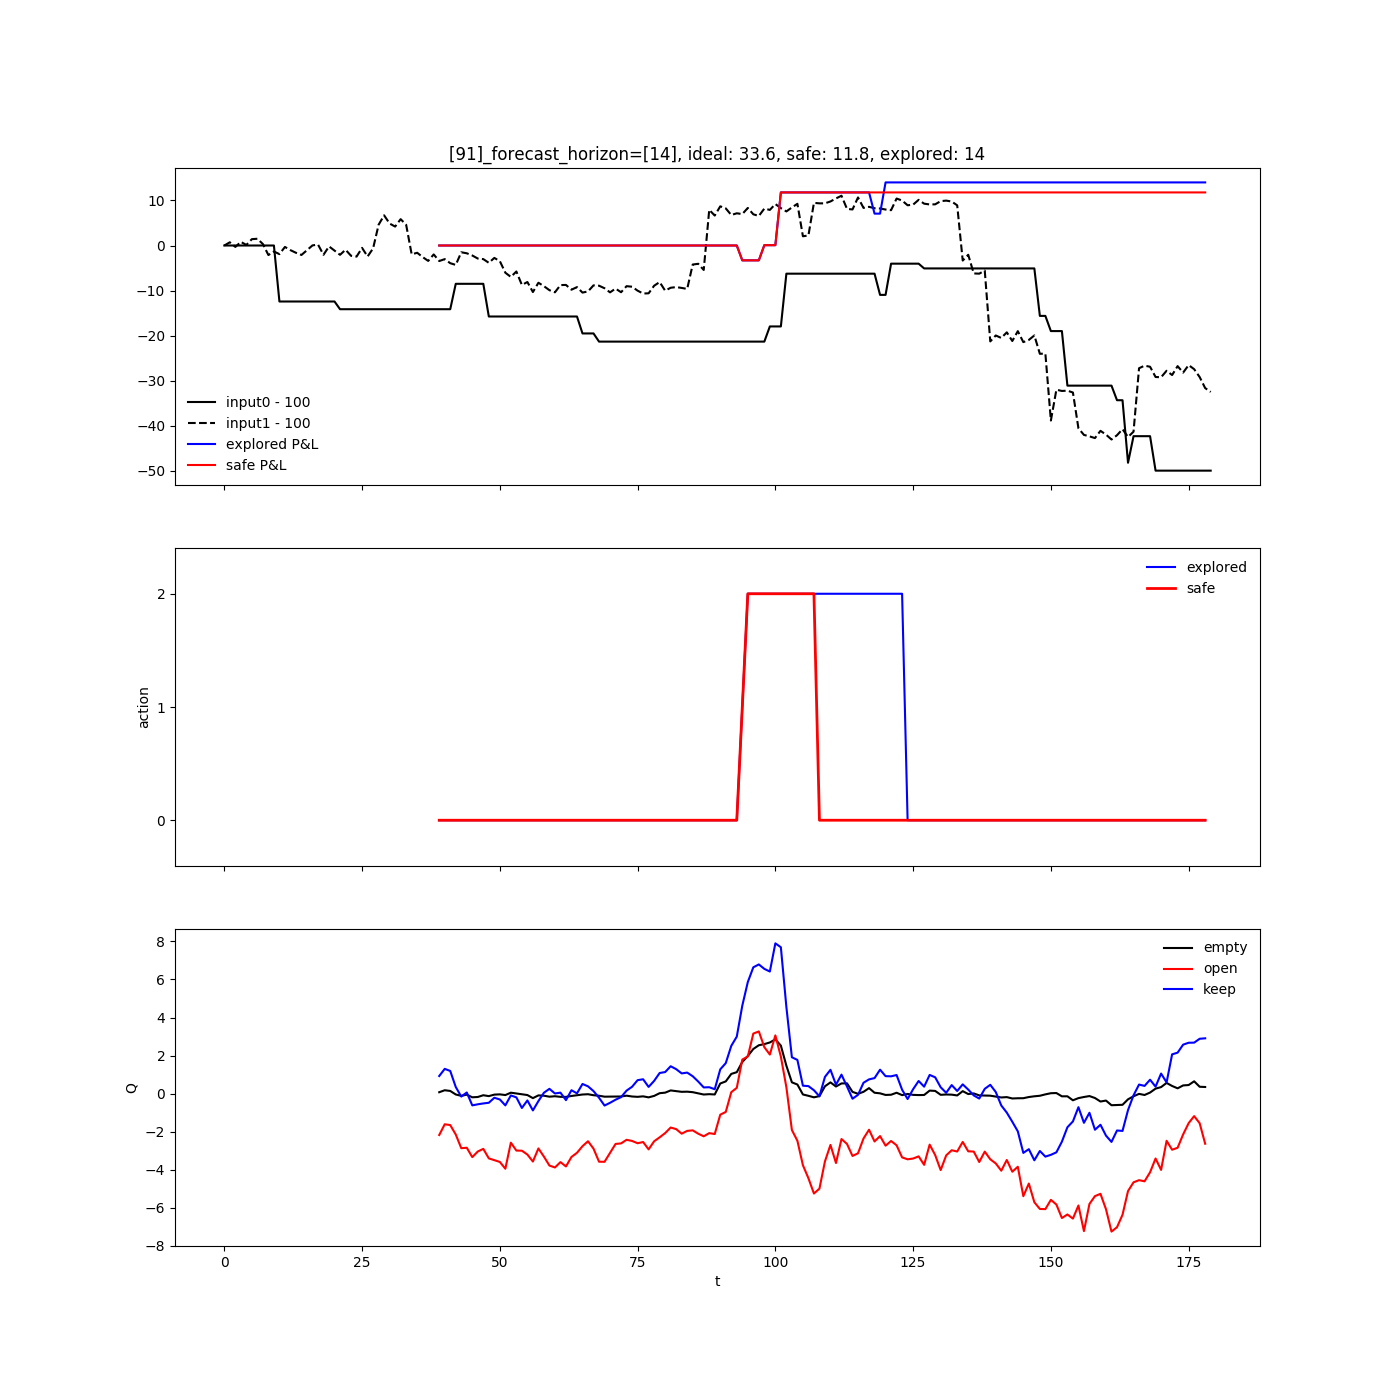 [91]_forecast_horizon=[14], ideal: 33.6, safe: 11.8, explored: 14
10
0
−10
−20
−30
−40
−50
input0 - 100
input1 - 100
explored P&L
safe P&L
2
1
0
action
explored
safe
8
6
4
2
0
−2
−4
−6
−8
Q
empty
open
keep
0 25 50 75 100 125 150 175
t